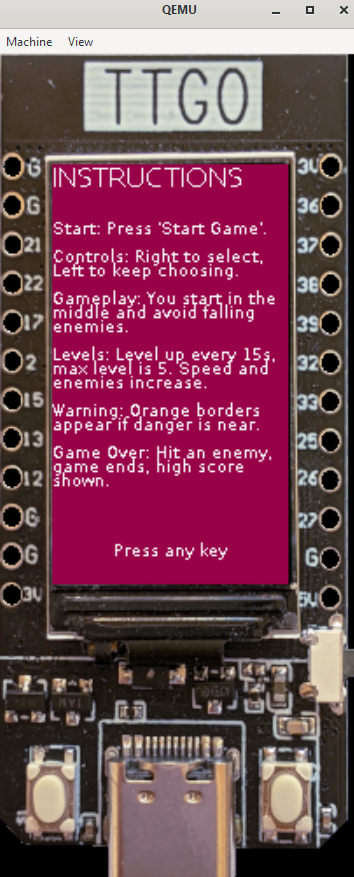 QEMU
Machine View
TTGO
G
G
21
22
17
2
15
13
12
G
G
3V
INSTRUCTIONS
Start: Press 'Start Game'.
Controls: Right to select,
Left to keep choosing.
Gameplay: You start in the
middle and avoid falling
enemies.
Levels: Level up every 15s,
max level is 5. Speed and
enemies increase.
Warning: Orange borders
appear if danger is near.
Game Over: Hit an enemy,
game ends, high score
shown.
Press any key
3V
36
37
38
39
32
33
25
26
27
G
5V